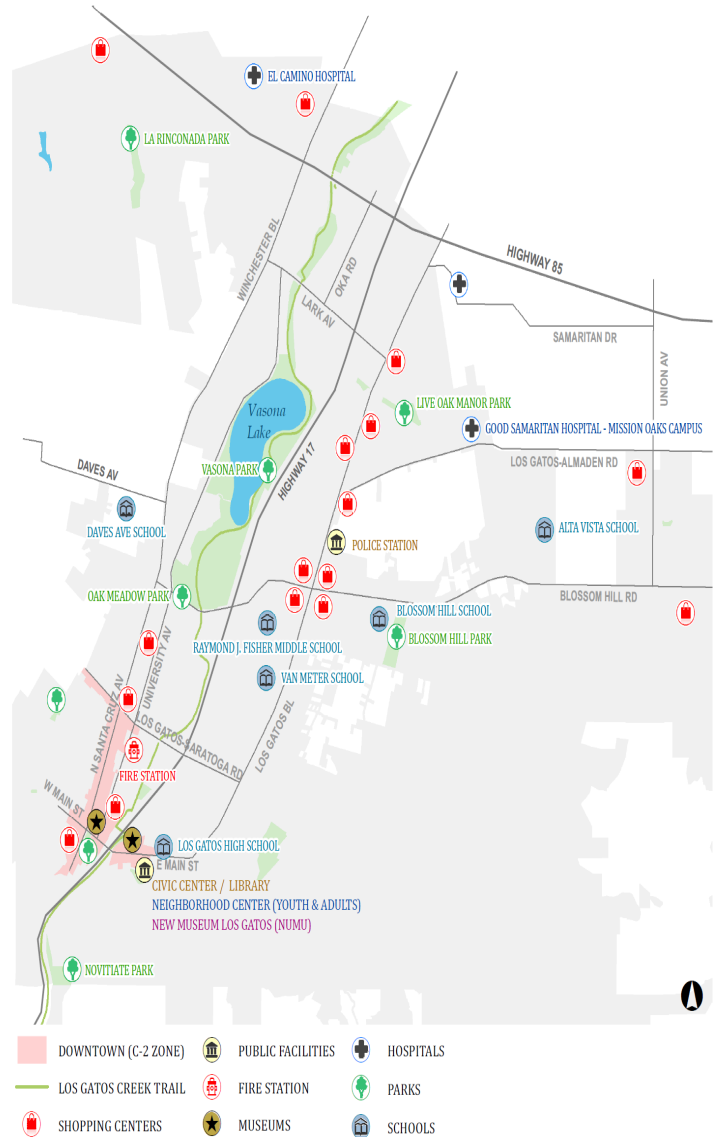 EL CAMINO HOSPITAL
LA RINCONADA PARK
WINCHESTER BL
OKA RD
HIGHWAY 85
LARK AV
SAMARITAN DR
UNION AV
LIVE OAK MANOR PARK
Vasona
Lake
GOOD SAMARITAN HOSPITAL - MISSION OAKS CAMPUS
DAVES AV
VASONA PARK
HIGHWAY 17
LOS GATOS-ALMADEN RD
DAVES AVE SCHOOL
ALTA VISTA SCHOOL
POLICE STATION
OAK MEADOW PARK
BLOSSOM HILL RD
BLOSSOM HILL SCHOOL
RAYMOND J. FISHER MIDDLE SCHOOL
BLOSSOM HILL PARK
UNIVERSITY AV
VAN METER SCHOOL
N SANTA CRUZ AV
LOS GATOS-SARATOGA RD
LOS GATOS BL
FIRE STATION
W MAIN ST
LOS GATOS HIGH SCHOOL
E MAIN ST
CIVIC CENTER / LIBRARY
NEIGHBORHOOD CENTER (YOUTH & ADULTS)
NEW MUSEUM LOS GATOS (NUMU)
NOVITIATE PARK
DOWNTOWN (C-2 ZONE)
PUBLIC FACILITIES
HOSPITALS
LOS GATOS CREEK TRAIL
FIRE STATION
PARKS
SHOPPING CENTERS
MUSEUMS
SCHOOLS